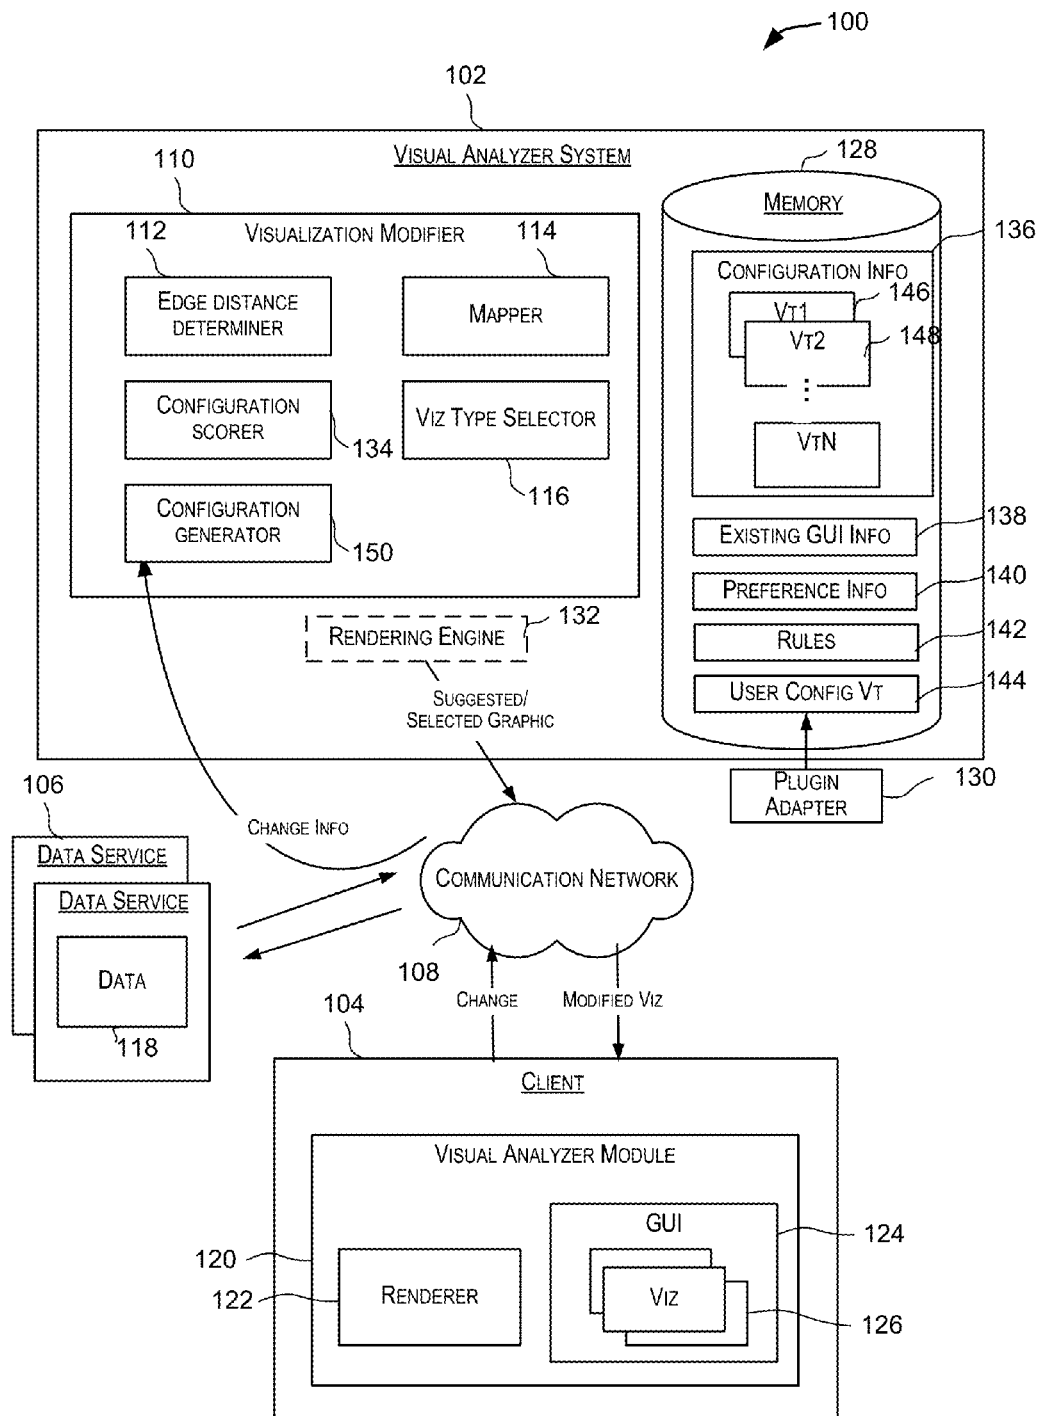 100
102
VISUAL ANALYZER SYSTEM
110
VISUALIZATION MODIFIER
112
EDGE DISTANCE
DETERMINER
114
MAPPER
CONFIGURATION
SCORER
134
VIZ TYPE SELECTOR
116
CONFIGURATION
GENERATOR
150
128
MEMORY
136
CONFIGURATION INFO
VT1
146
VT2
148
⋮
VTN
EXISTING GUI INFO
138
PREFERENCE INFO
140
RULES
142
USER CONFIG VT
144
RENDERING ENGINE
132
SUGGESTED/
SELECTED GRAPHIC
PLUGIN
ADAPTER
130
106
DATA SERVICE
DATA SERVICE
DATA
118
CHANGE INFO
COMMUNICATION NETWORK
108
CHANGE
MODIFIED VIZ
104
CLIENT
VISUAL ANALYZER MODULE
120
122
RENDERER
GUI
124
VIZ
126